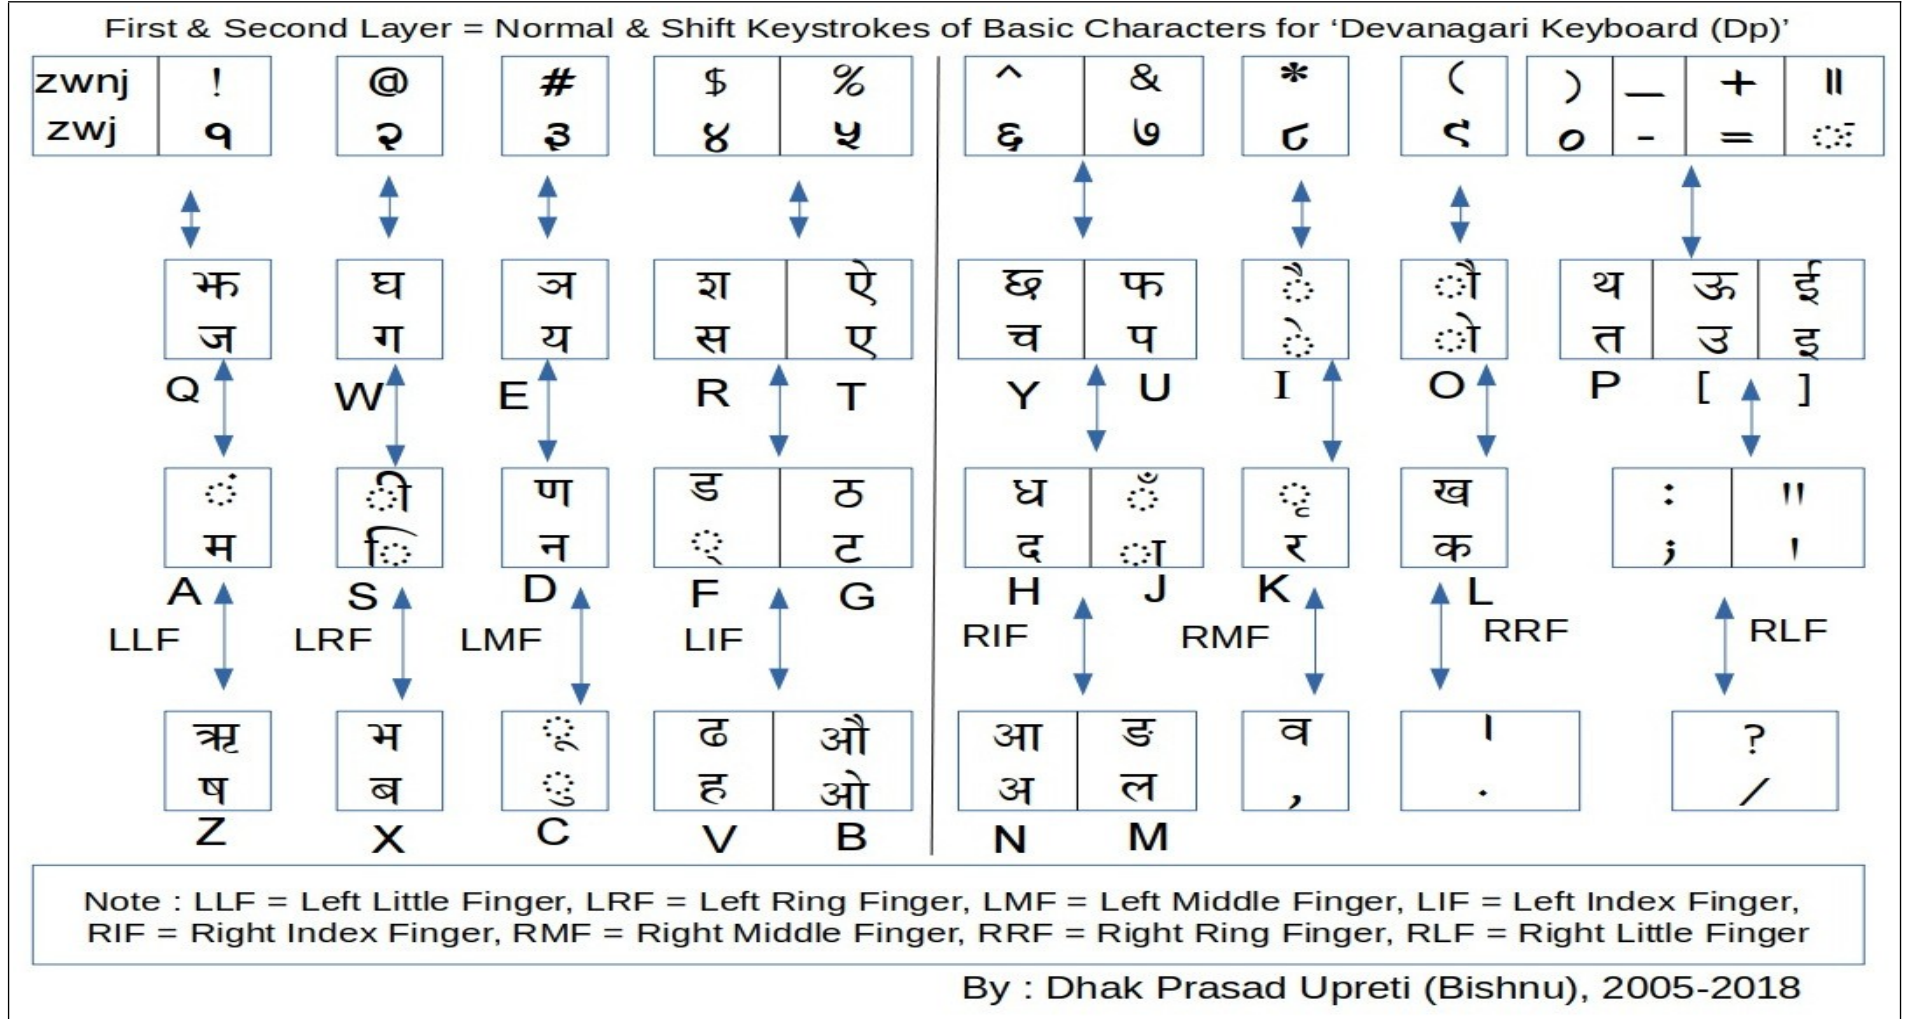 First & Second Layer = Normal & Shift Keystrokes of Basic Characters for ‘Devanagari Keyboard (Dp)’
zwnj ! @ # $ % ^ & * ( ) _ + ॥
zwj १ २ ३ ४ ५ ६ ७ ८ ९ ० - = ः
झ घ ञ श ऐ छ फ ै ौ थ ऊ ई
ज ग य स ए च प े ो त उ इ
Q W E R T Y U I O P [ ]
ं ी ण ड ठ ध ँ ृ ख : "
म ि न ् ट द ा र क ; '
A S D F G H J K L
LLF LRF LMF LIF RIF RMF RRF RLF
ऋ भ ू ढ औ आ ङ व । ?
ष ब ु ह ओ अ ल , . /
Z X C V B N M
Note : LLF = Left Little Finger, LRF = Left Ring Finger, LMF = Left Middle Finger, LIF = Left Index Finger,
RIF = Right Index Finger, RMF = Right Middle Finger, RRF = Right Ring Finger, RLF = Right Little Finger
By : Dhak Prasad Upreti (Bishnu), 2005-2018